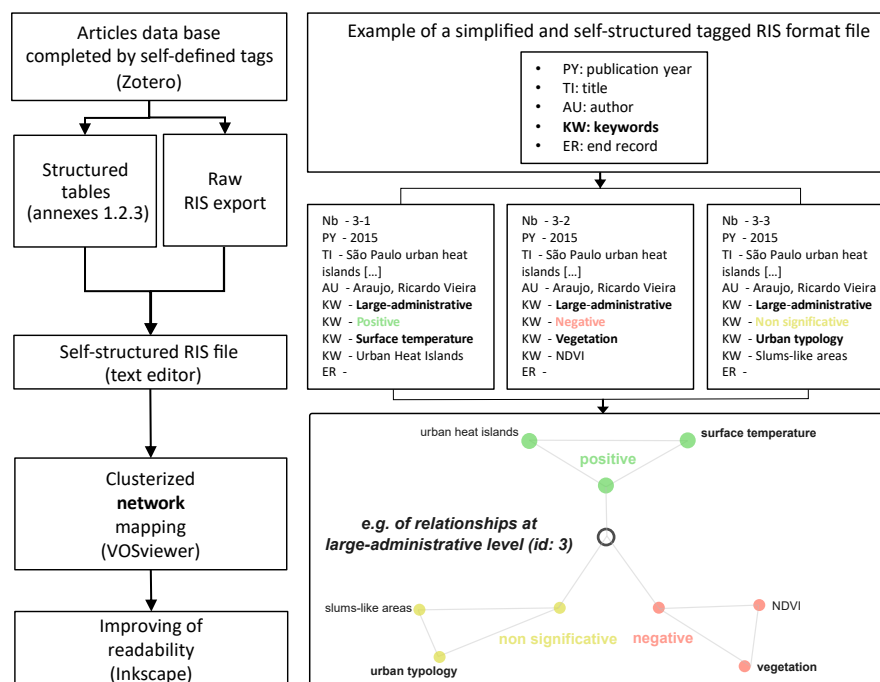 Articles data base
completed by self-defined tags
(Zotero)
Structured
tables
(annexes 1.2.3)
Raw
RIS export
Self-structured RIS file
(text editor)
Clusterized
network
mapping
(VOSviewer)
Improving of
readability
(Inkscape)
Example of a simplified and self-structured tagged RIS format file
• PY: publication year
• TI: title
• AU: author
• KW: keywords
• ER: end record
Nb - 3-1
PY - 2015
TI - São Paulo urban heat
islands [...]
AU - Araujo, Ricardo Vieira
KW - Large-administrative
KW - Positive
KW - Surface temperature
KW - Urban Heat Islands
ER -
Nb - 3-2
PY - 2015
TI - São Paulo urban heat
islands [...]
AU - Araujo, Ricardo Vieira
KW - Large-administrative
KW - Negative
KW - Vegetation
KW - NDVI
ER -
Nb - 3-3
PY - 2015
TI - São Paulo urban heat
islands [...]
AU - Araujo, Ricardo Vieira
KW - Large-administrative
KW - Non significative
KW - Urban typology
KW - Slums-like areas
ER -
urban heat islands
surface temperature
positive
e.g. of relationships at
large-administrative level (id: 3)
slums-like areas
non significative
urban typology
negative
NDVI
vegetation